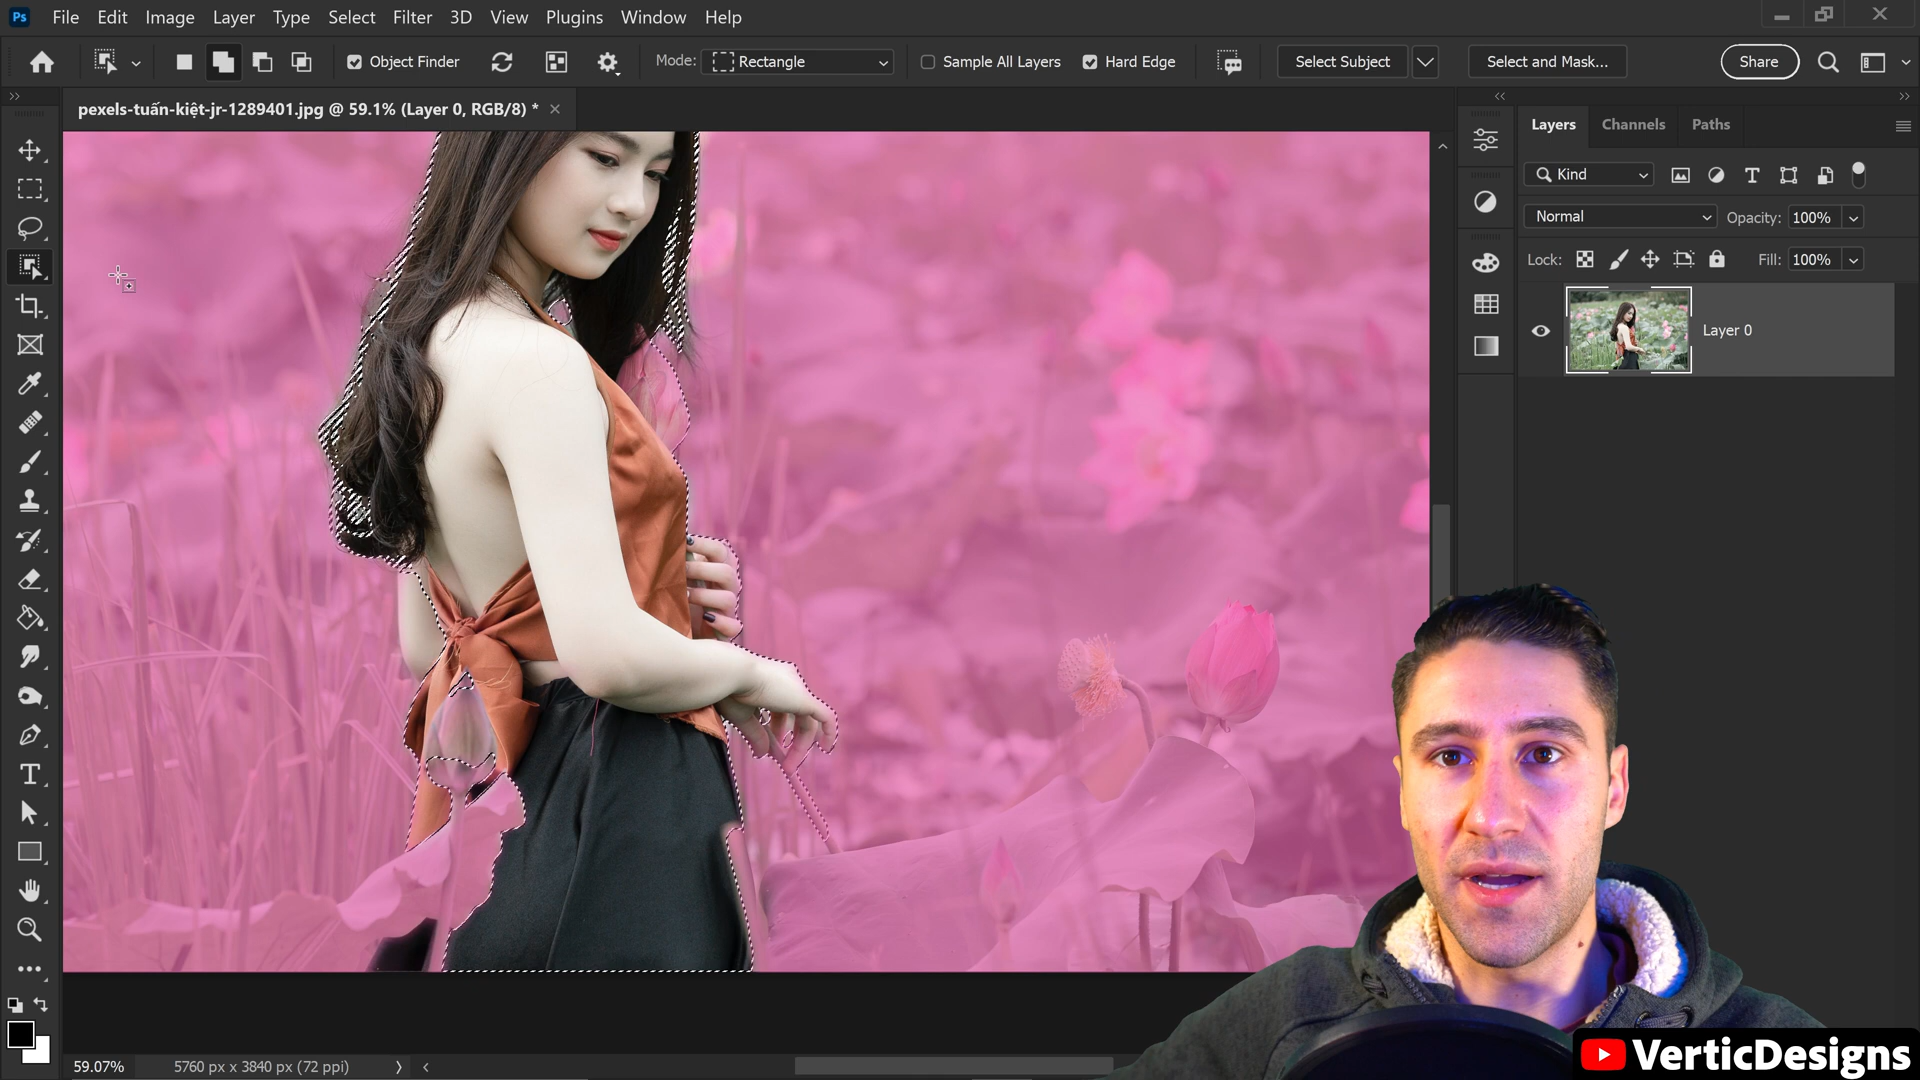 Ps File Edit Image Layer Type Select Filter 3D View Plugins Window Help
Object Finder Mode: Rectangle Sample All Layers Hard Edge Select Subject Select and Mask... Share
pexels-tuấn-kiệt-jr-1289401.jpg @ 59.1% (Layer 0, RGB/8) *
Layers Channels Paths
Kind
Normal Opacity: 100%
Lock: Fill: 100%
Layer 0
59.07% 5760 px x 3840 px (72 ppi)
VerticDesigns